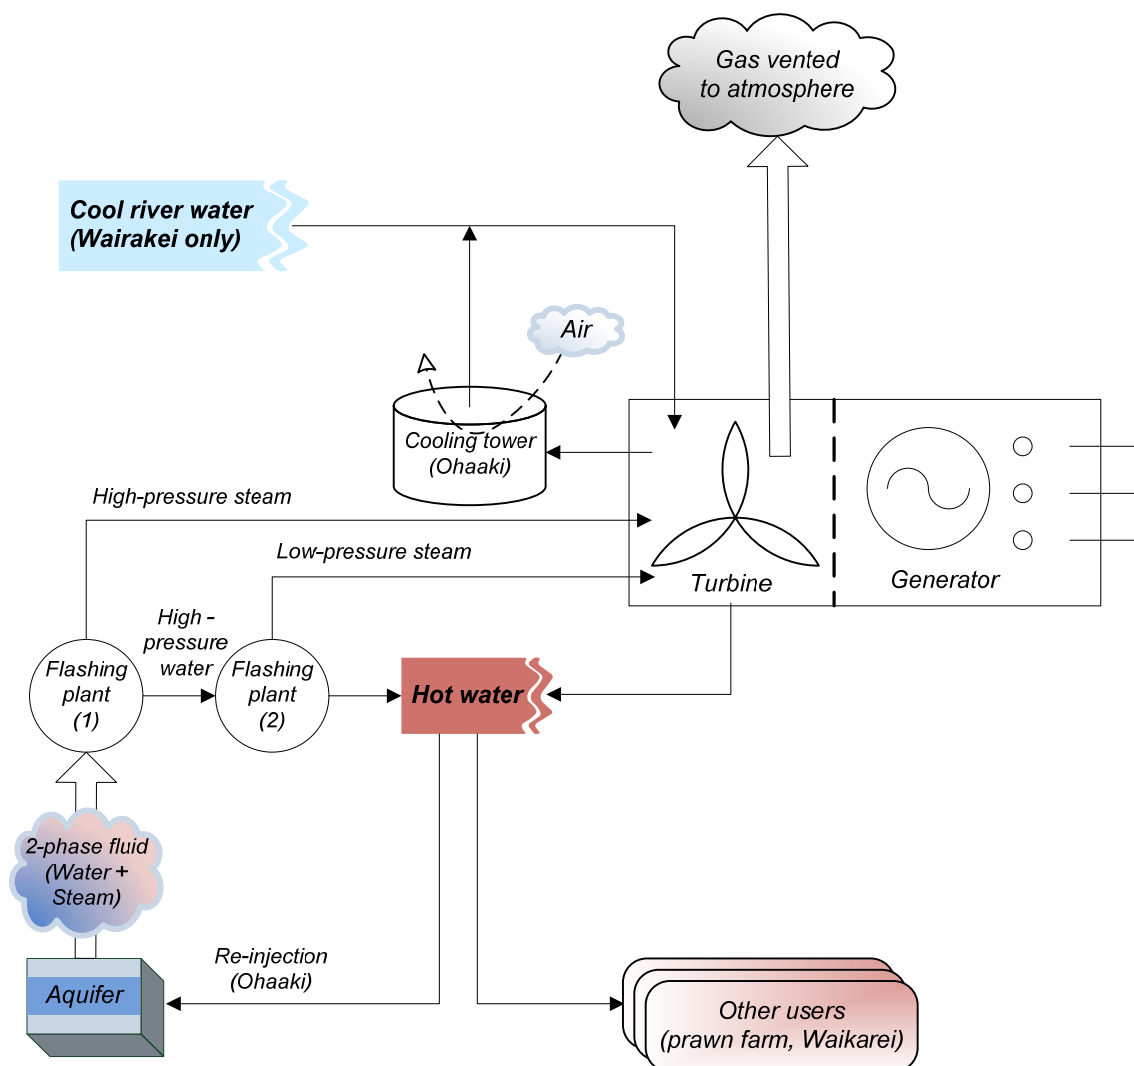 Gas vented
to atmosphere
Cool river water
(Wairakei only)
Air
Cooling tower
(Ohaaki)
High-pressure steam
Low-pressure steam
Turbine
Generator
High -
pressure
water
Flashing
plant
(1)
Flashing
plant
(2)
Hot water
2-phase fluid
(Water +
Steam)
Re-injection
(Ohaaki)
Aquifer
Other users
(prawn farm, Waikarei)